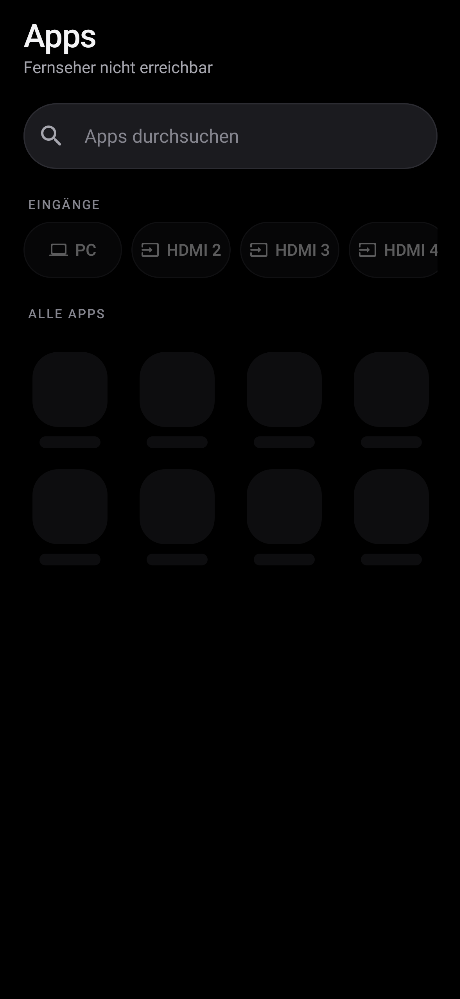 Apps
Fernseher nicht erreichbar
Apps durchsuchen
EINGÄNGE
PC HDMI 2 HDMI 3 HDMI 4
ALLE APPS